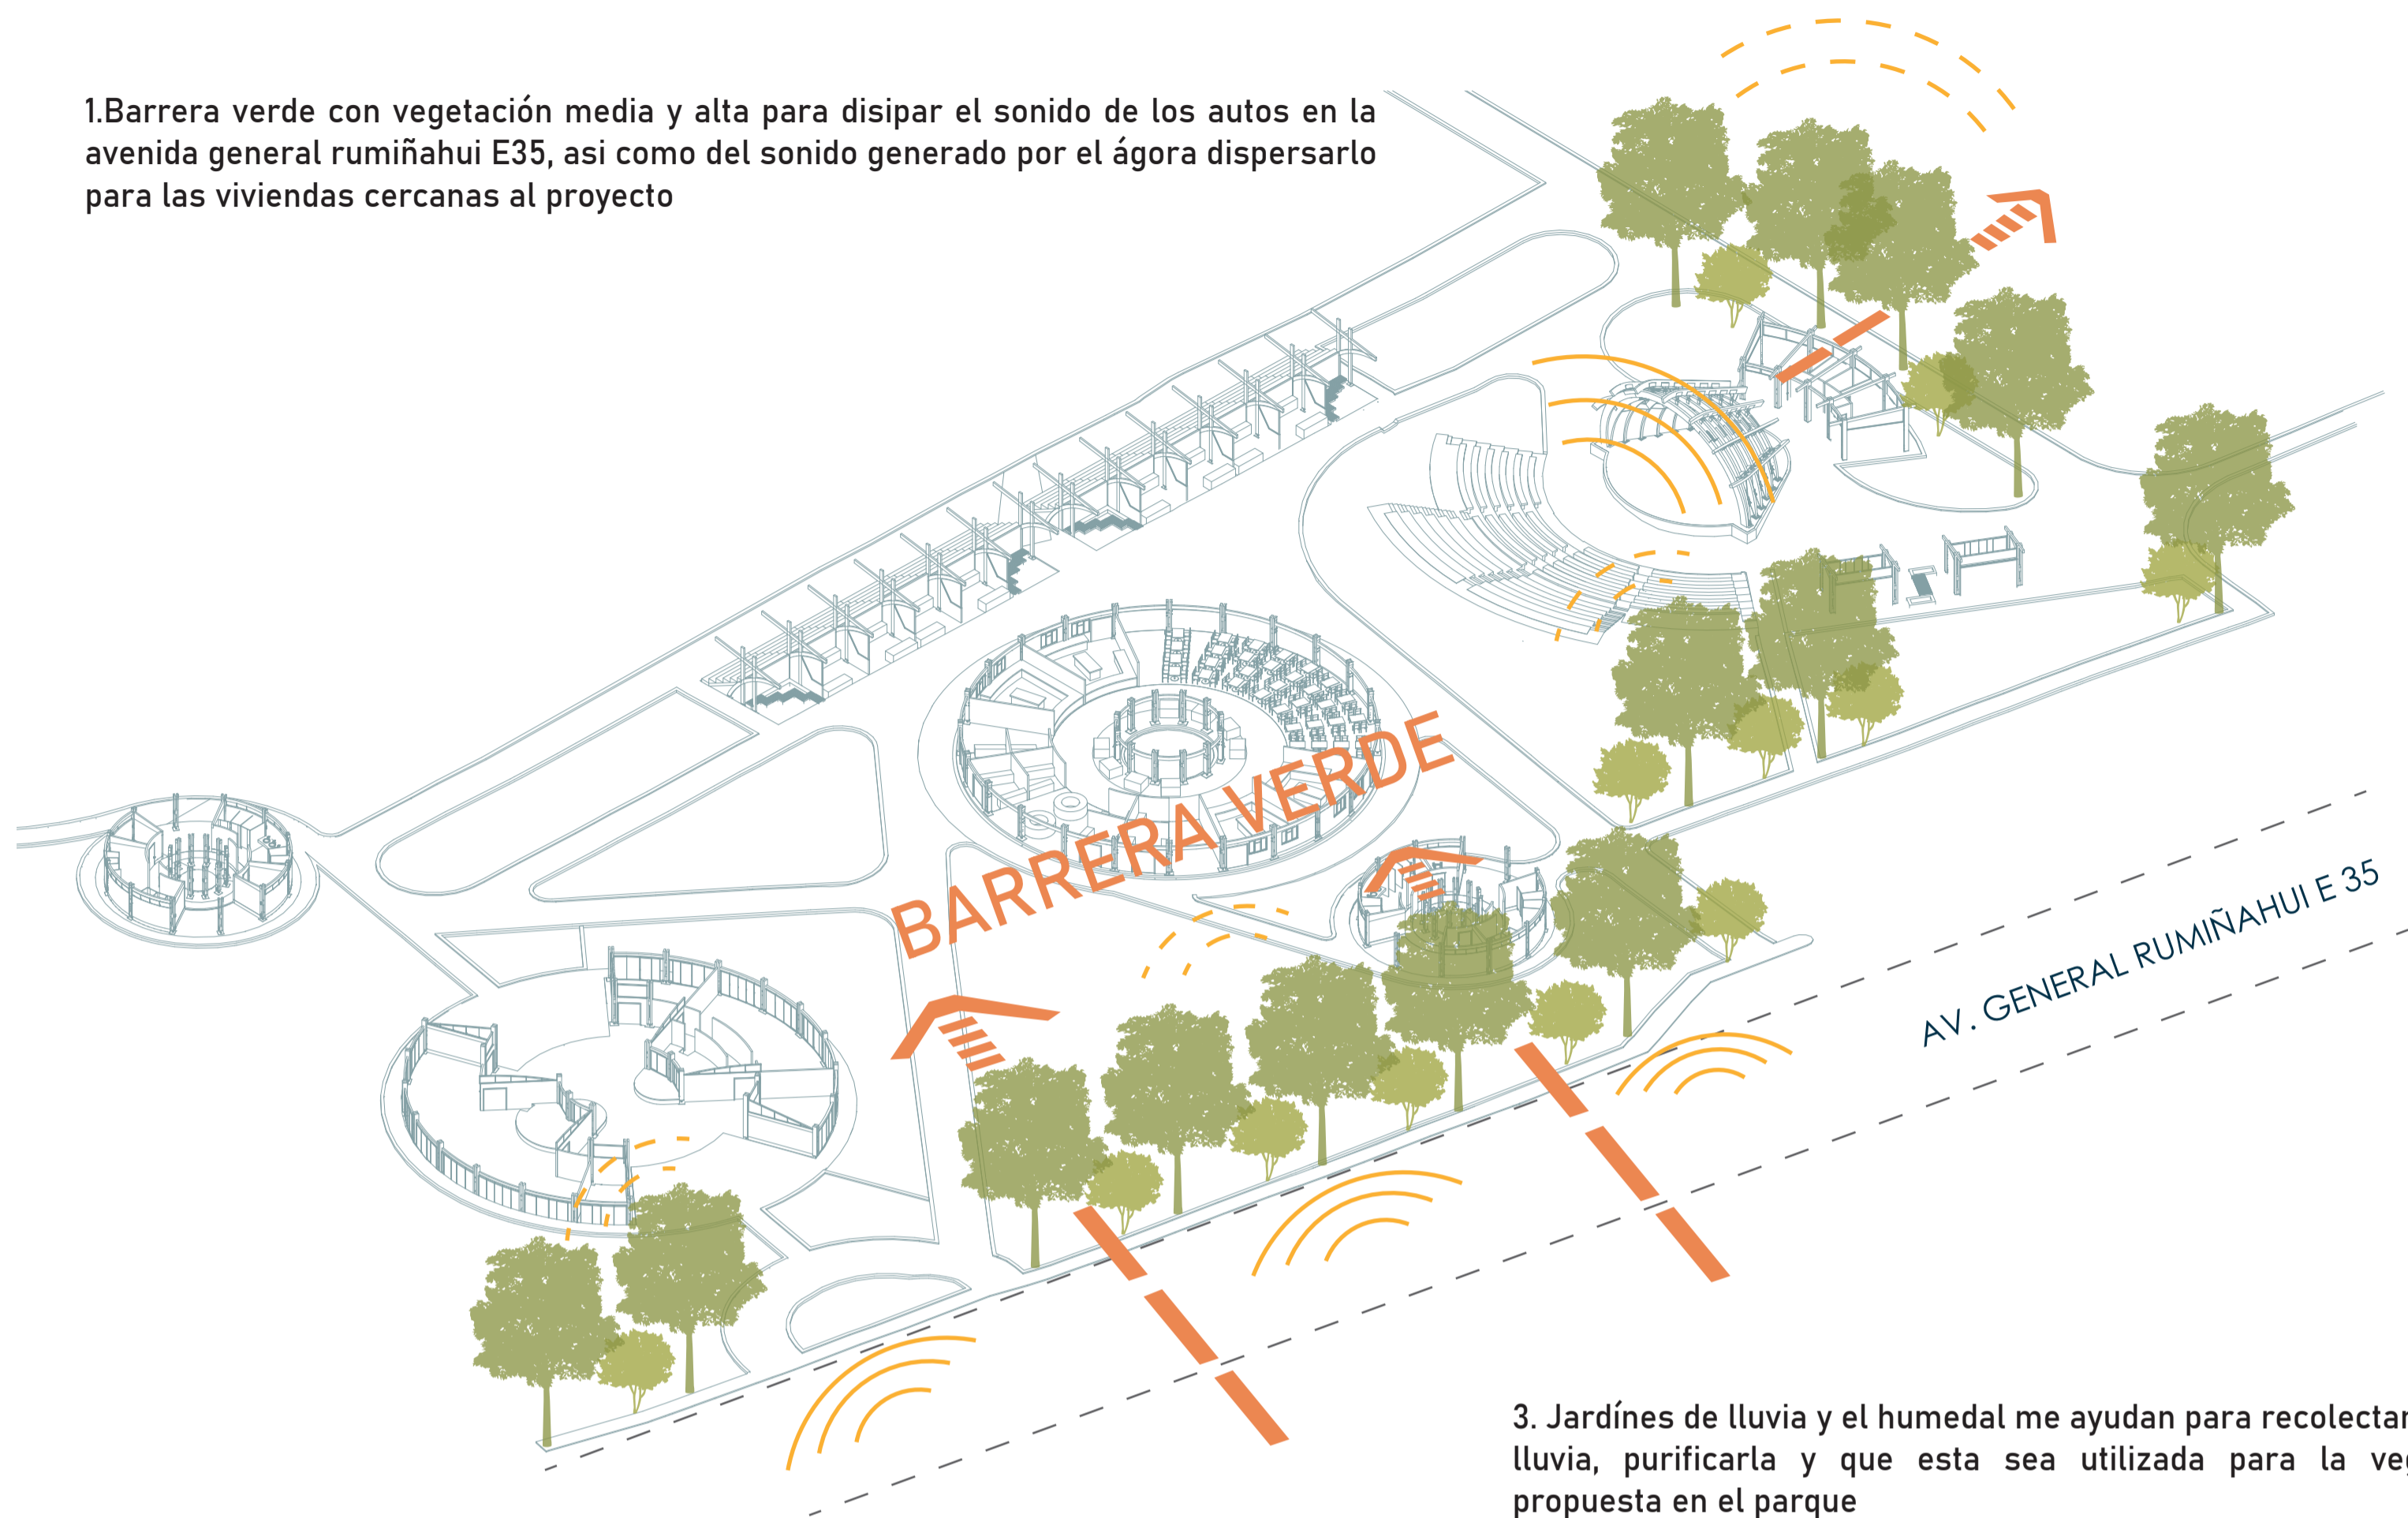 1.Barrera verde con vegetación media y alta para disipar el sonido de los autos en la
avenida general rumiñahui E35, asi como del sonido generado por el ágora dispersarlo
para las viviendas cercanas al proyecto
BARRERA VERDE
AV. GENERAL RUMIÑAHUI E 35
3. Jardínes de lluvia y el humedal me ayudan para recolectar
lluvia, purificarla y que esta sea utilizada para la
propuesta en el parque